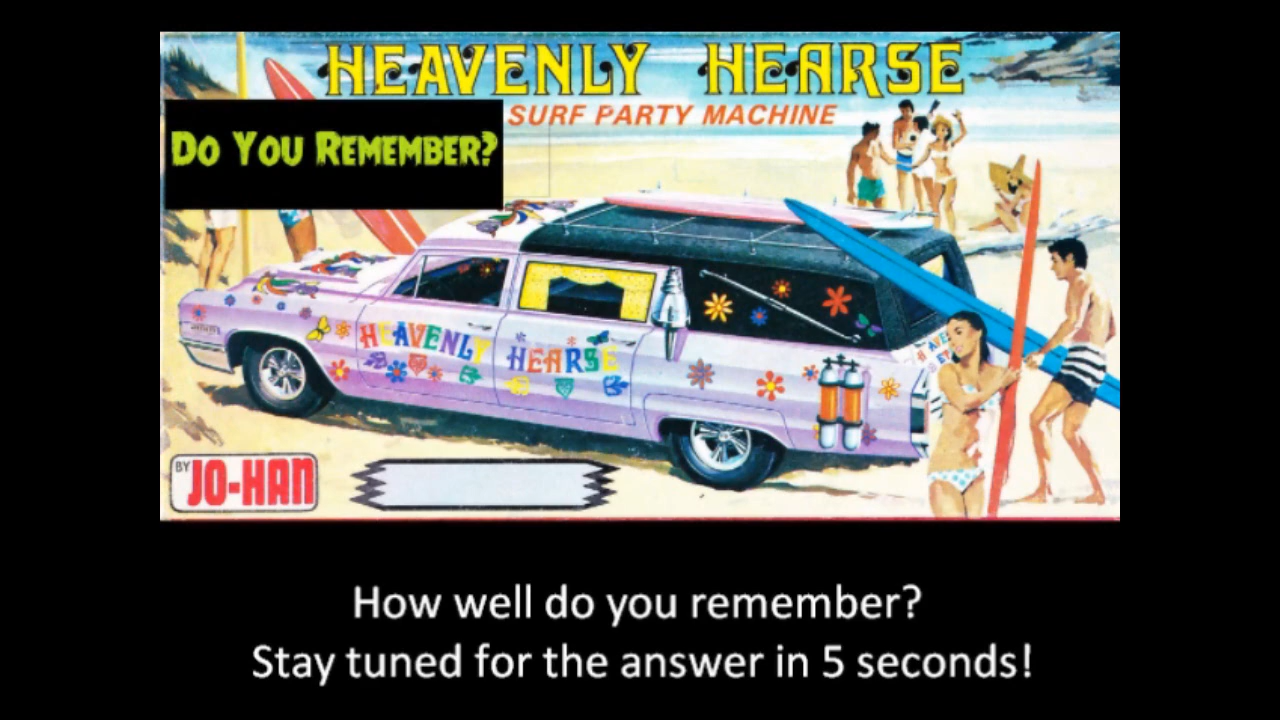 HEAVENLY HEARSE
SURF PARTY MACHINE
DO YOU REMEMBER?
HEAVENLY HEARSE
BY JO-HAN
How well do you remember?
Stay tuned for the answer in 5 seconds!